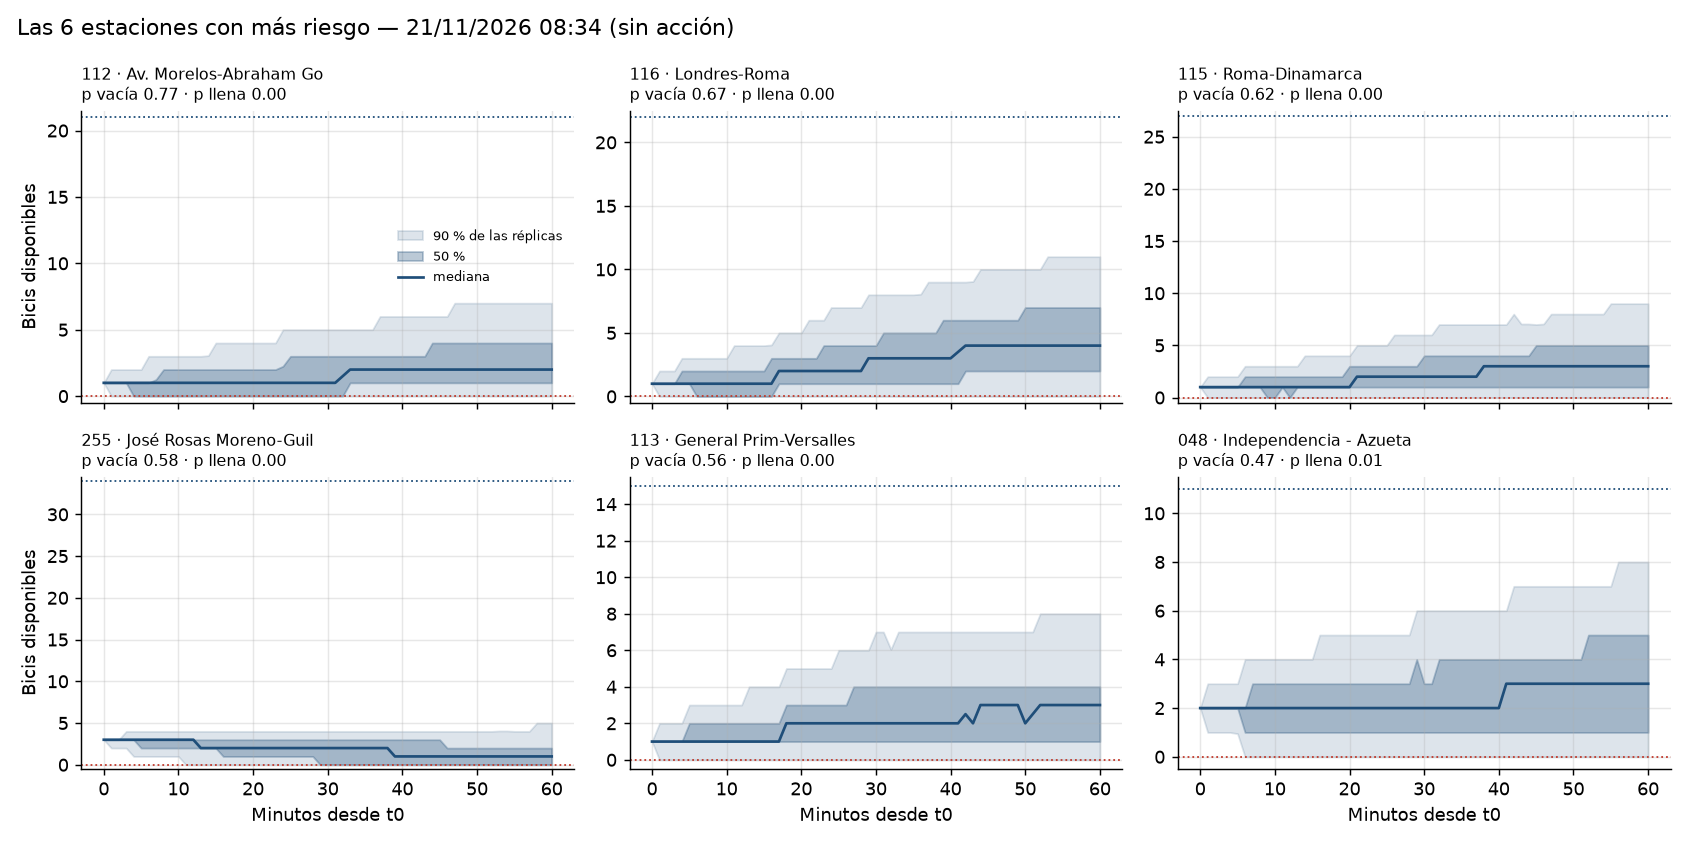 Las 6 estaciones con más riesgo — 21/11/2026 08:34 (sin acción)
112 · Av. Morelos-Abraham Go
p vacía 0.77 · p llena 0.00
20
15
10
5
0
Bicis disponibles
90 % de las réplicas
50 %
mediana
0 10 20 30 40 50 60
116 · Londres-Roma
p vacía 0.67 · p llena 0.00
20
15
10
5
0
115 · Roma-Dinamarca
p vacía 0.62 · p llena 0.00
25
20
15
10
5
0
255 · José Rosas Moreno-Guil
p vacía 0.58 · p llena 0.00
30
25
20
15
10
5
0
Bicis disponibles
0 10 20 30 40 50 60
Minutos desde t0
113 · General Prim-Versalles
p vacía 0.56 · p llena 0.00
14
12
10
8
6
4
2
0
0 10 20 30 40 50 60
Minutos desde t0
048 · Independencia - Azueta
p vacía 0.47 · p llena 0.01
10
8
6
4
2
0
0 10 20 30 40 50 60
Minutos desde t0